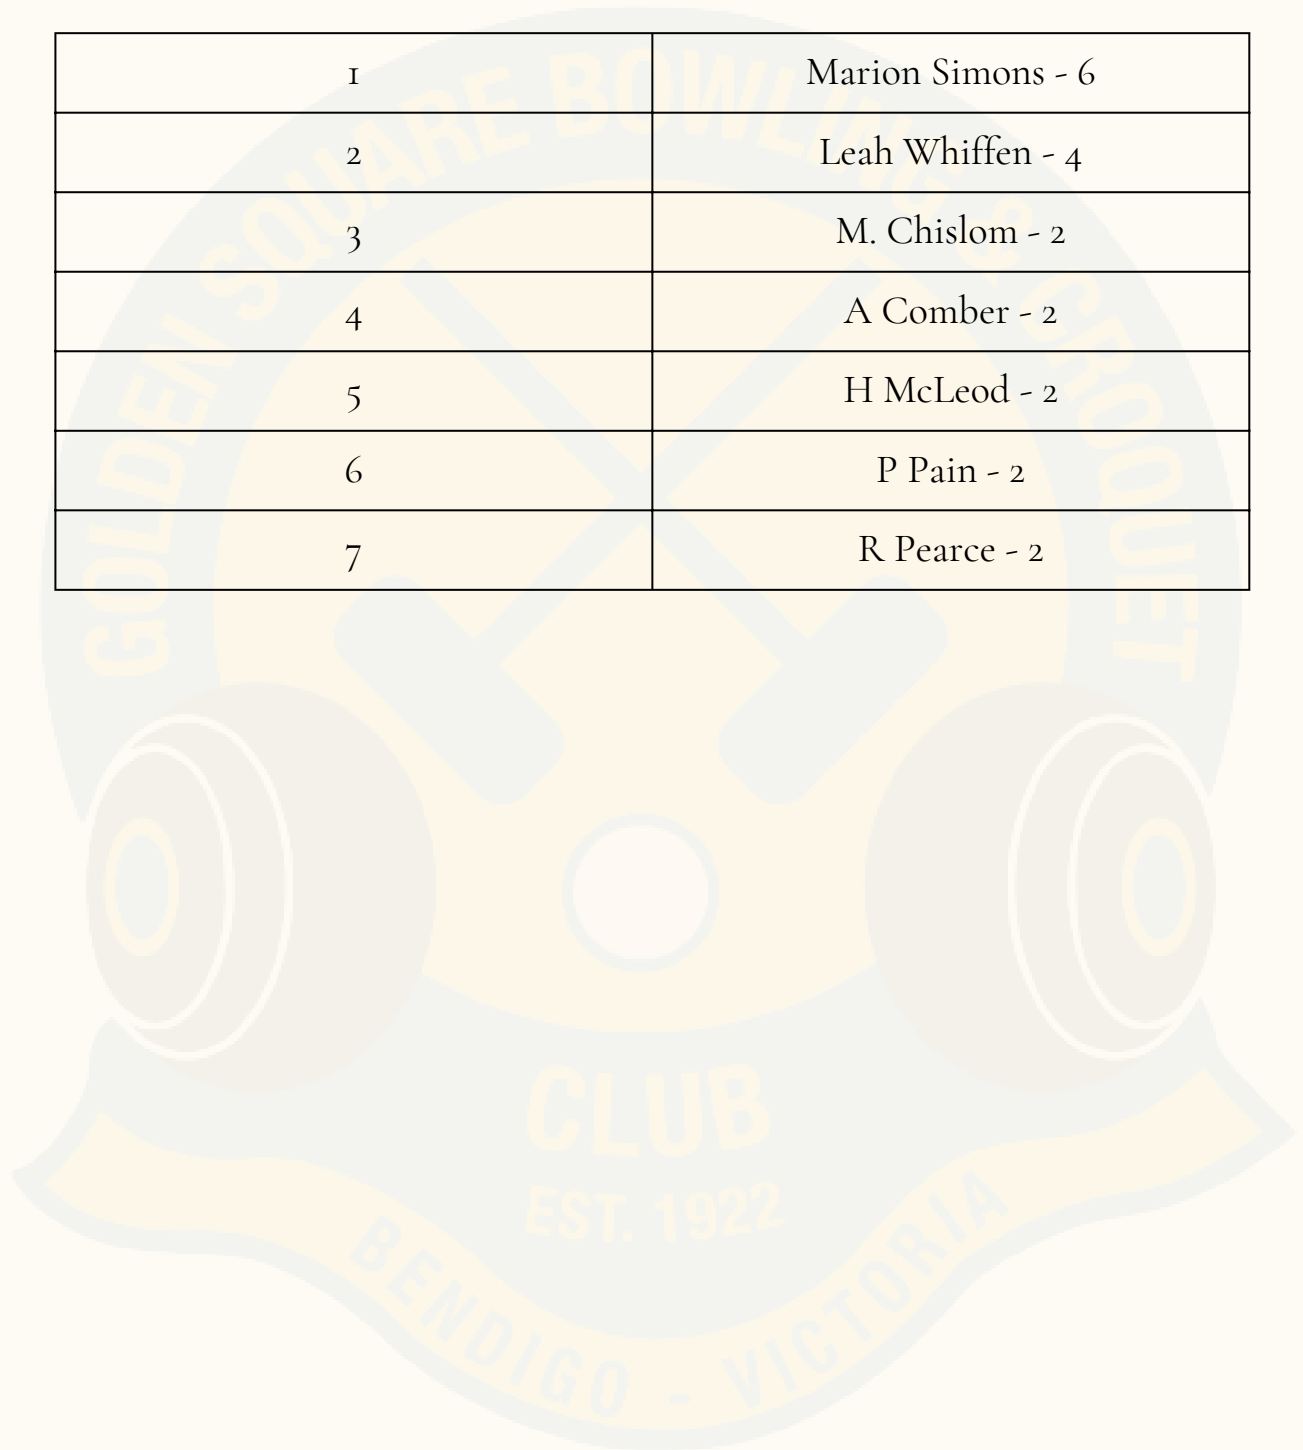 1 Marion Simons - 6
2 Leah Whiffen - 4
3 M. Chislom - 2
4 A Comber - 2
5 H McLeod - 2
6 P Pain - 2
7 R Pearce - 2
GOLDEN SQUARE BOWLING & CROQUET
CLUB
EST. 1922
BENDIGO - VICTORIA